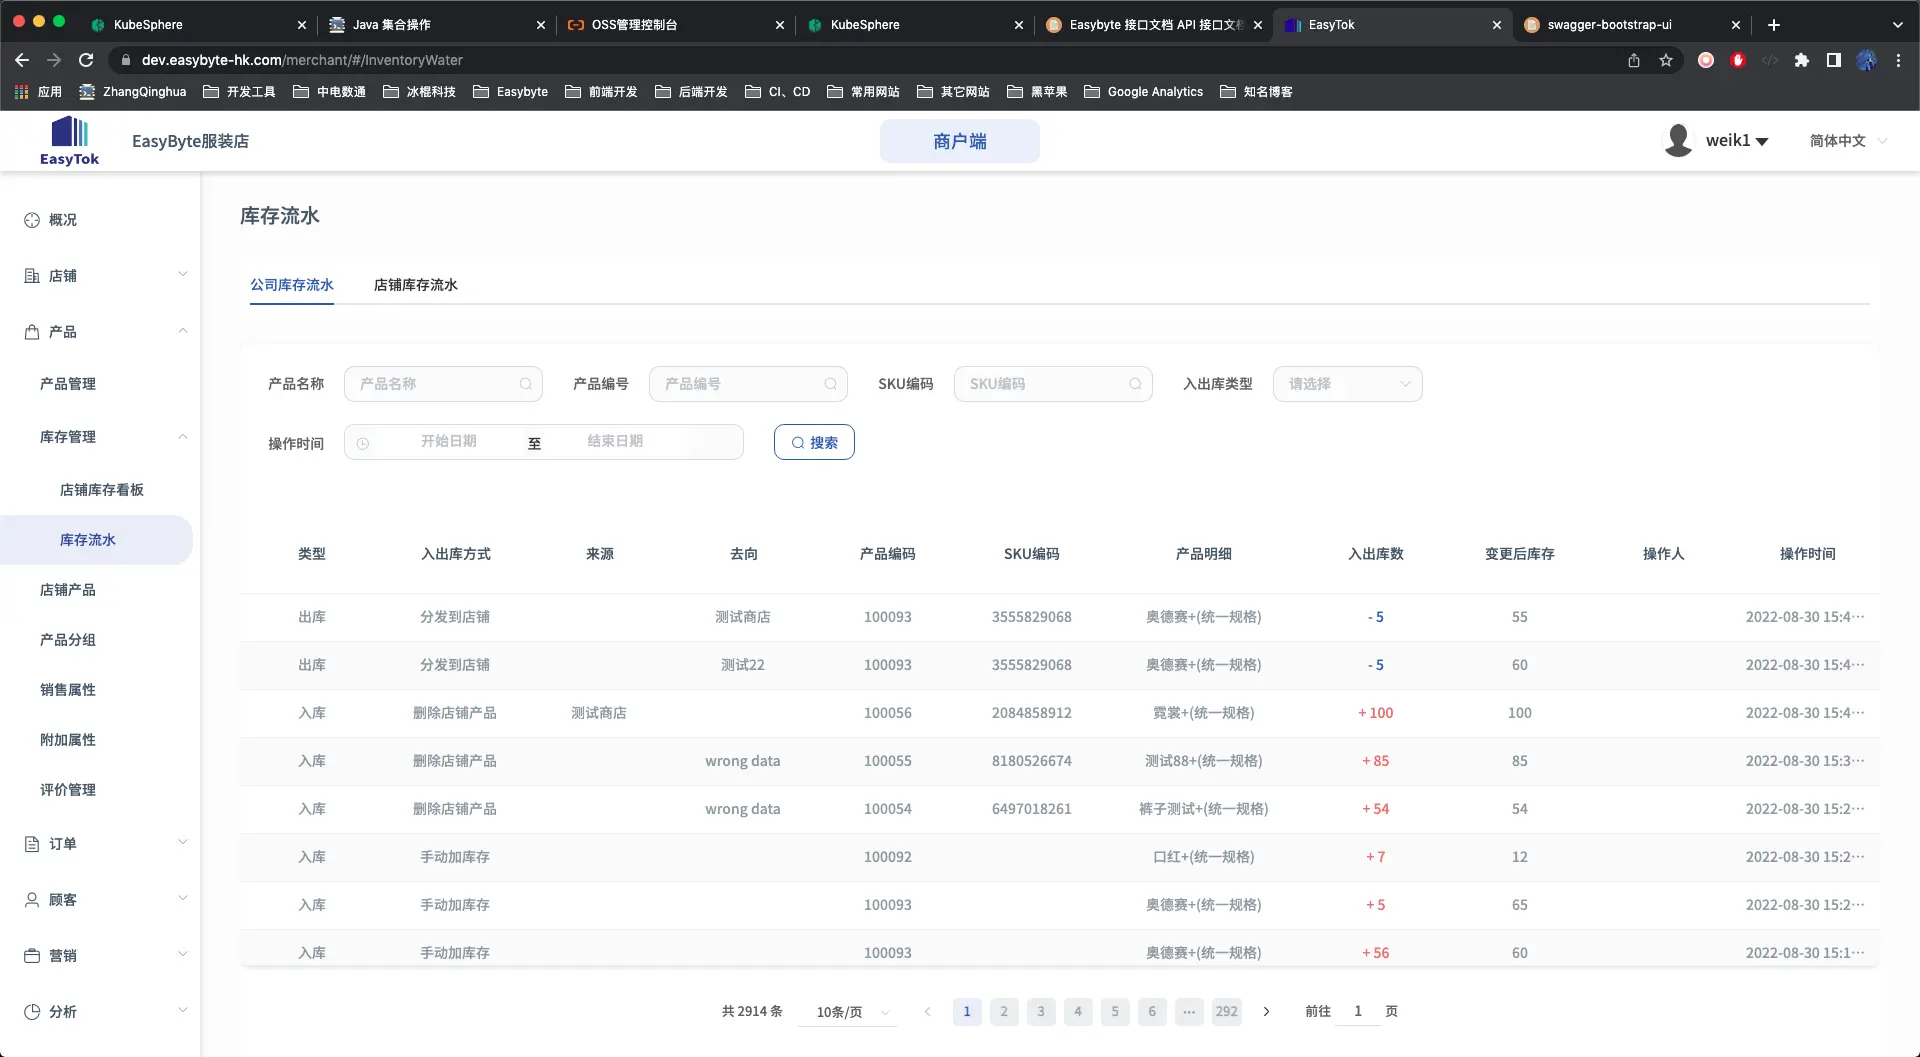 KubeSphere
Java 集合操作
OSS管理控制台
KubeSphere
Easybyte 接口文档 API 接口文档
EasyTok
swagger-bootstrap-ui
dev.easybyte-hk.com/merchant/#/InventoryWater
应用 ZhangQinghua 开发工具 中电数通 冰棍科技 Easybyte 前端开发 后端开发 CI、CD 常用网站 其它网站 黑苹果 Google Analytics 知名博客
EasyTok
EasyByte服装店
商户端
weik1
简体中文
概况
店铺
产品
产品管理
库存管理
店铺库存看板
库存流水
店铺产品
产品分组
销售属性
附加属性
评价管理
订单
顾客
营销
分析
库存流水
公司库存流水 店铺库存流水
产品名称 产品名称 产品编号 产品编号 SKU编码 SKU编码 入出库类型 请选择
操作时间 开始日期 至 结束日期 搜索
类型 入出库方式 来源 去向 产品编码 SKU编码 产品明细 入出库数 变更后库存 操作人 操作时间
出库 分发到店铺 测试商店 100093 3555829068 奥德赛+(统一规格) - 5 55 2022-08-30 15:4…
出库 分发到店铺 测试22 100093 3555829068 奥德赛+(统一规格) - 5 60 2022-08-30 15:4…
入库 删除店铺产品 测试商店 100056 2084858912 霓裳+(统一规格) + 100 100 2022-08-30 15:4…
入库 删除店铺产品 wrong data 100055 8180526674 测试88+(统一规格) + 85 85 2022-08-30 15:3…
入库 删除店铺产品 wrong data 100054 6497018261 裤子测试+(统一规格) + 54 54 2022-08-30 15:2…
入库 手动加库存 100092 口红+(统一规格) + 7 12 2022-08-30 15:2…
入库 手动加库存 100093 奥德赛+(统一规格) + 5 65 2022-08-30 15:2…
入库 手动加库存 100093 奥德赛+(统一规格) + 56 60 2022-08-30 15:1…
共 2914 条 10条/页 1 2 3 4 5 6 ··· 292 前往 1 页